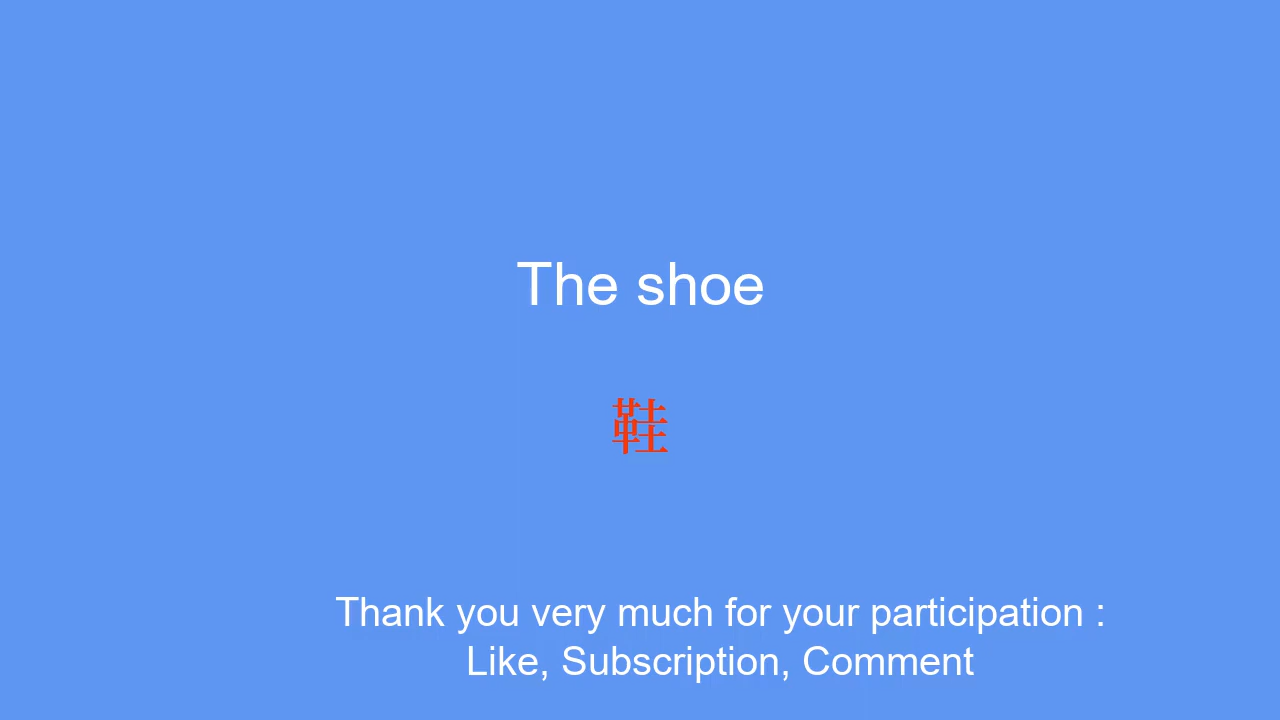 The shoe
鞋
Thank you very much for your participation :
Like, Subscription, Comment